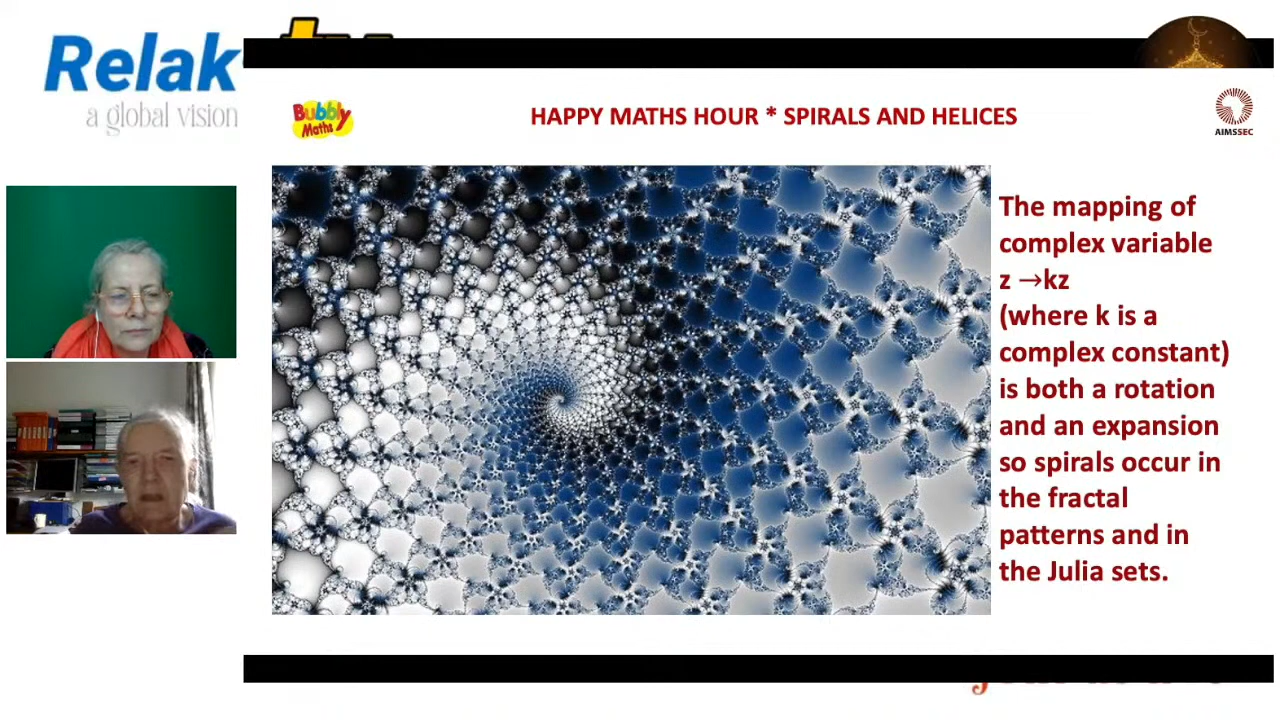 Relak
a global vision
Bubbly
Maths
HAPPY MATHS HOUR * SPIRALS AND HELICES
AIMSSEC
The mapping of
complex variable
z →kz
(where k is a
complex constant)
is both a rotation
and an expansion
so spirals occur in
the fractal
patterns and in
the Julia sets.